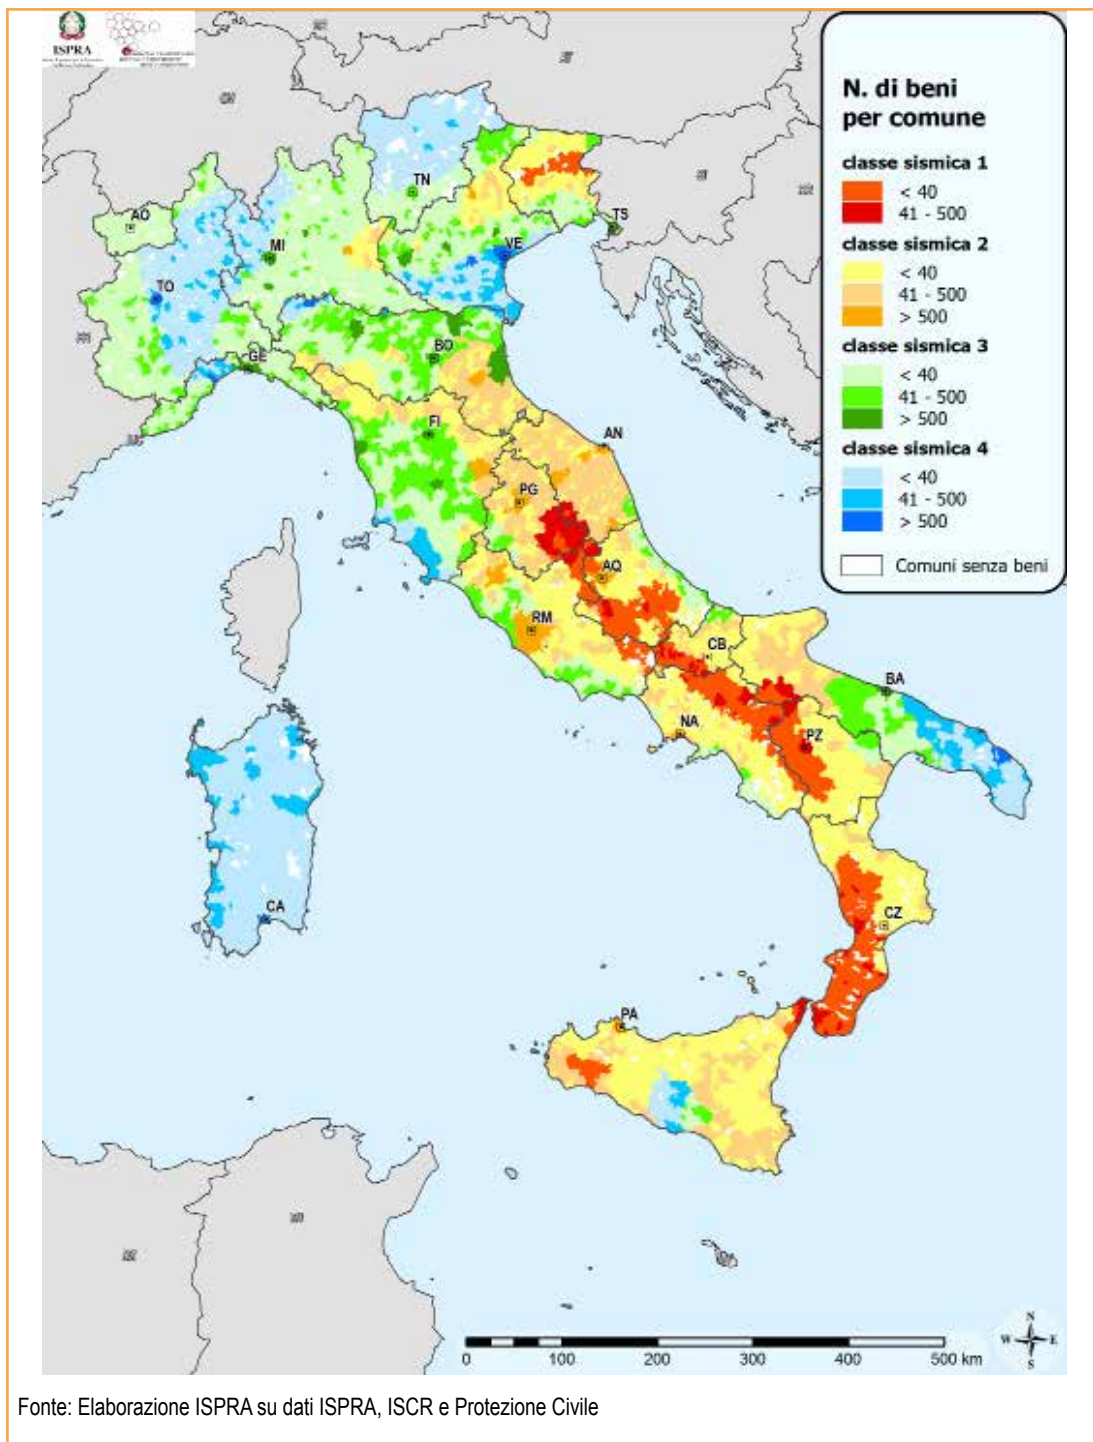 ISPRA
N. di beni
per comune
classe sismica 1
< 40
41 - 500
classe sismica 2
< 40
41 - 500
> 500
classe sismica 3
< 40
41 - 500
> 500
classe sismica 4
< 40
41 - 500
> 500
Comuni senza beni
TN
AO
TS
MI
VE
TO
BO
GE
FI
AN
PG
AQ
RM
CB
BA
NA
PZ
CA
CZ
PA
N
W E
S
0 100 200 300 400 500 km
Fonte: Elaborazione ISPRA su dati ISPRA, ISCR e Protezione Civile